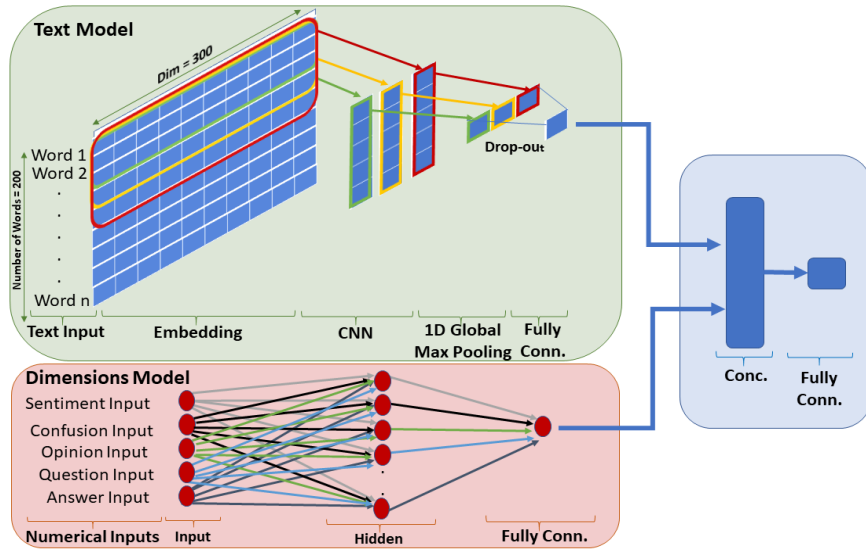 Text Model
Dim = 300
Number of Words = 200
Word 1
Word 2
Word n
Drop-out
Text Input
Embedding
CNN
1D Global
Max Pooling
Fully
Conn.
Dimensions Model
Sentiment Input
Confusion Input
Opinion Input
Question Input
Answer Input
Numerical Inputs
Input
Hidden
Fully Conn.
Conc.
Fully
Conn.